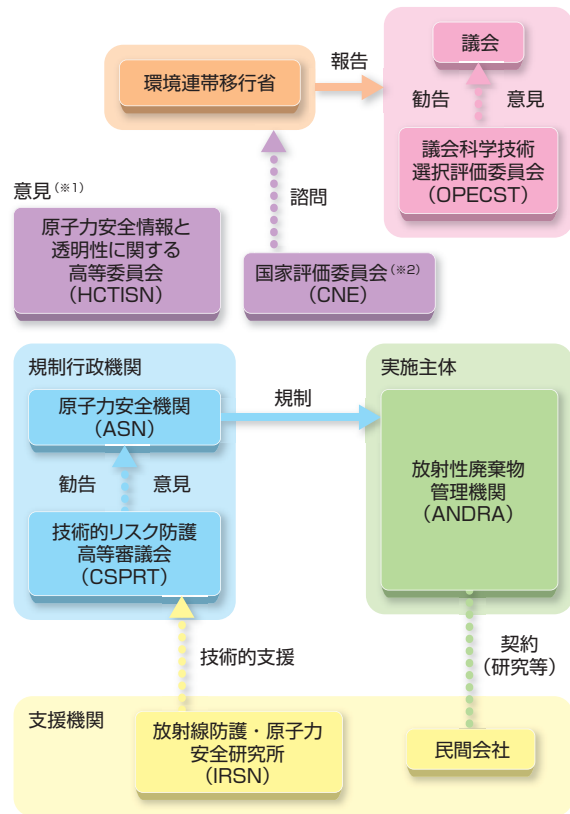 議会
報告
環境連帯移行省
勧告 意見
議会科学技術
選択評価委員会
(OPECST)
諮問
意見(※1)
原子力安全情報と
透明性に関する
高等委員会
(HCTISN)
国家評価委員会(※2)
(CNE)
規制行政機関
実施主体
原子力安全機関
(ASN)
規制
勧告 意見
放射性廃棄物
管理機関
(ANDRA)
技術的リスク防護
高等審議会
(CSPRT)
技術的支援
契約
(研究等)
支援機関
放射線防護・原子力
安全研究所
(IRSN)
民間会社